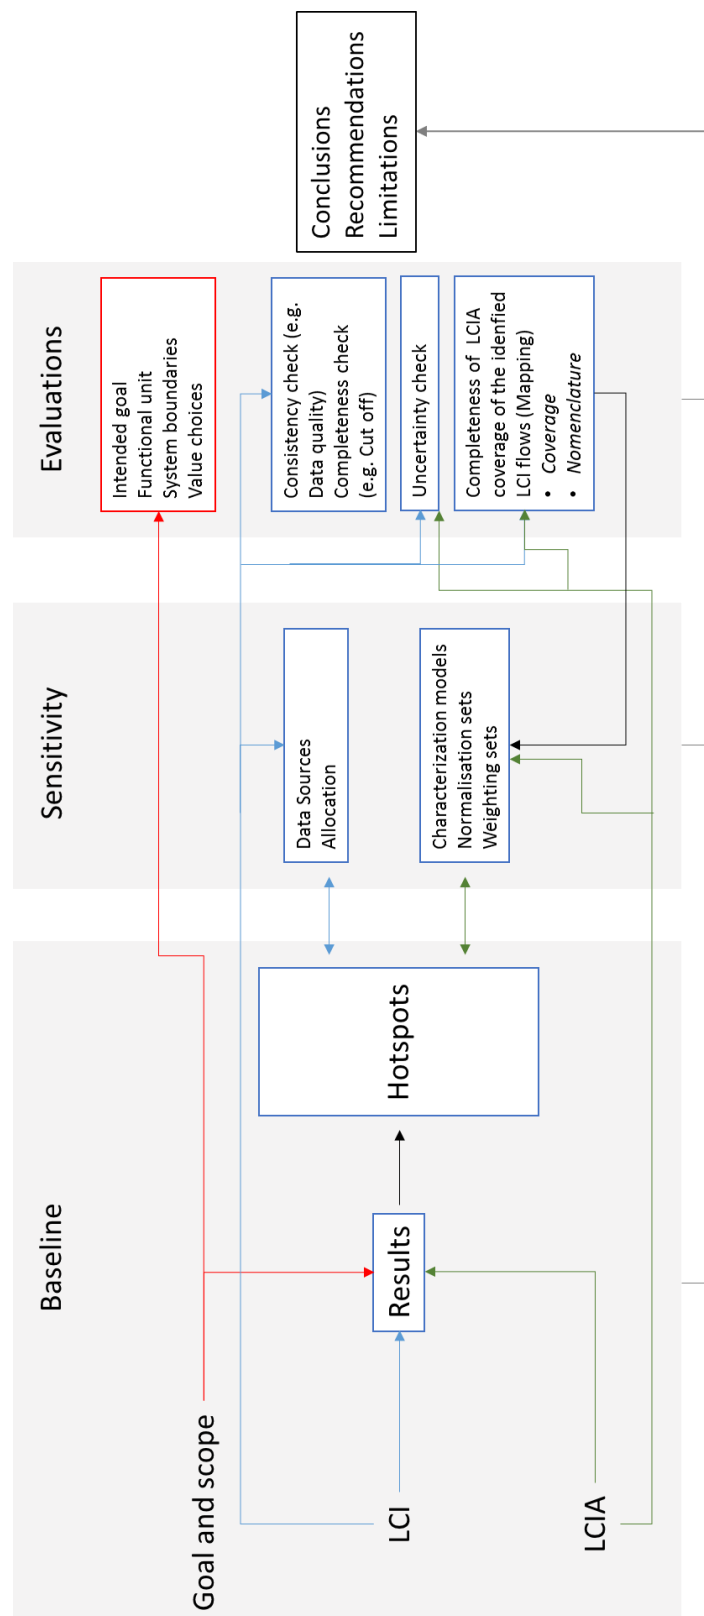 Baseline
Goal and scope
LCI
LCIA
Results
Hotspots
Sensitivity
Data Sources
Allocation
Characterization models
Normalisation sets
Weighting sets
Evaluations
Intended goal
Functional unit
System boundaries
Value choices
Consistency check (e.g.
Data quality)
Completeness check
(e.g. Cut off)
Uncertainty check
Completeness of LCIA
coverage of the idenfied
LCI flows (Mapping)
• Coverage
• Nomenclature
Conclusions
Recommendations
Limitations